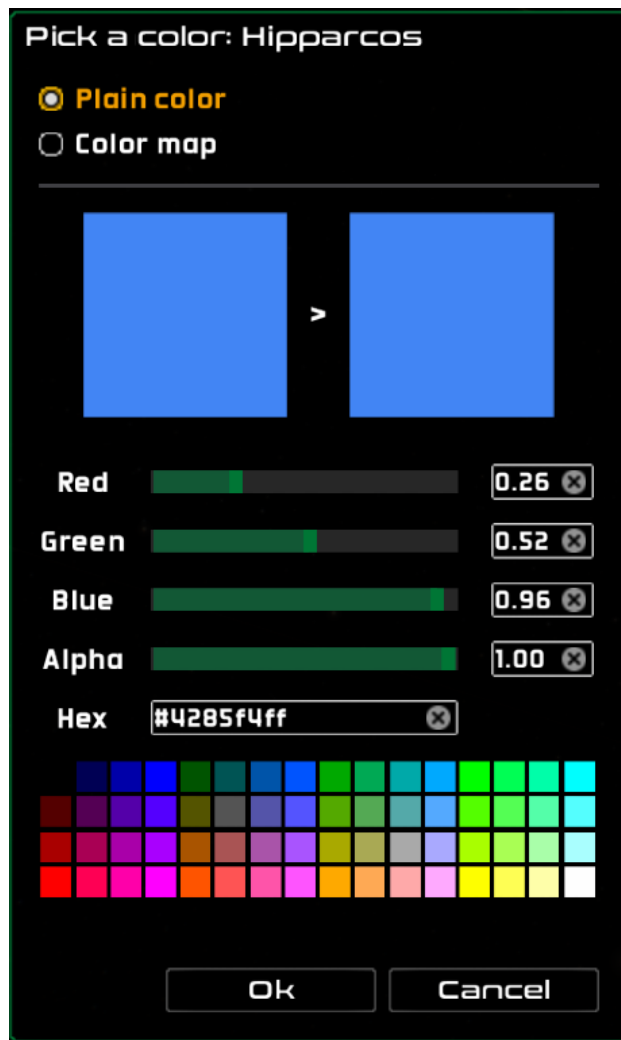 Pick a color: Hipparcos
Plain color
Color map
>
Red 0.26
Green 0.52
Blue 0.96
Alpha 1.00
Hex #4285f4ff
Ok Cancel